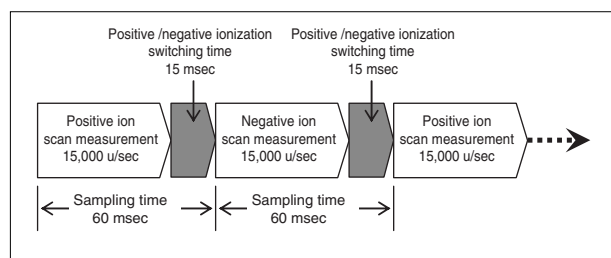 Positive /negative ionization
switching time
15 msec
Positive /negative ionization
switching time
15 msec
Positive ion
scan measurement
15,000 u/sec
Negative ion
scan measurement
15,000 u/sec
Positive ion
scan measurement
15,000 u/sec
Sampling time
60 msec
Sampling time
60 msec